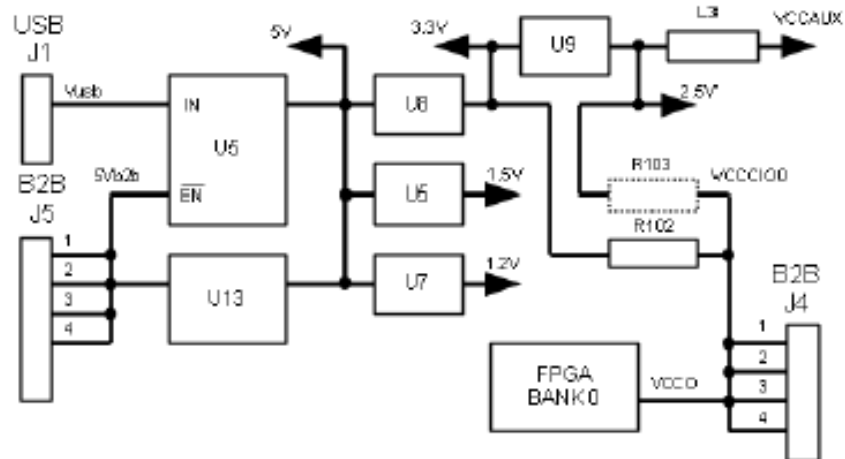 USB
J1
Vusb
IN
U5
EN
5Vb2b
B2B
J5
1
2
3
4
U13
5V
3.3V
U8
U9
L3
VCCAUX
2.5V
U5
1.5V
U7
1.2V
R103
VCCCIO0
R102
B2B
J4
1
2
3
4
FPGA
BANK 0
VCCO